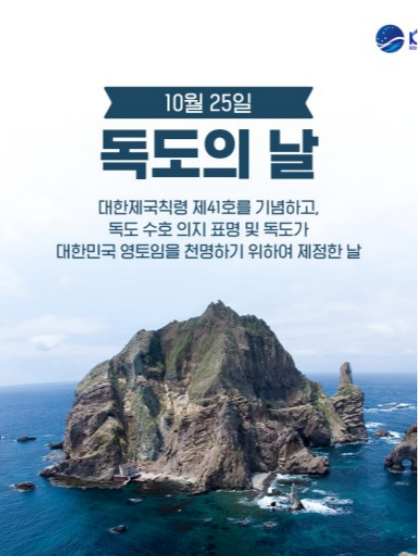 10월 25일
독도의 날
대한제국칙령 제41호를 기념하고,
독도 수호 의지 표명 및 독도가
대한민국 영토임을 천명하기 위하여 제정한 날